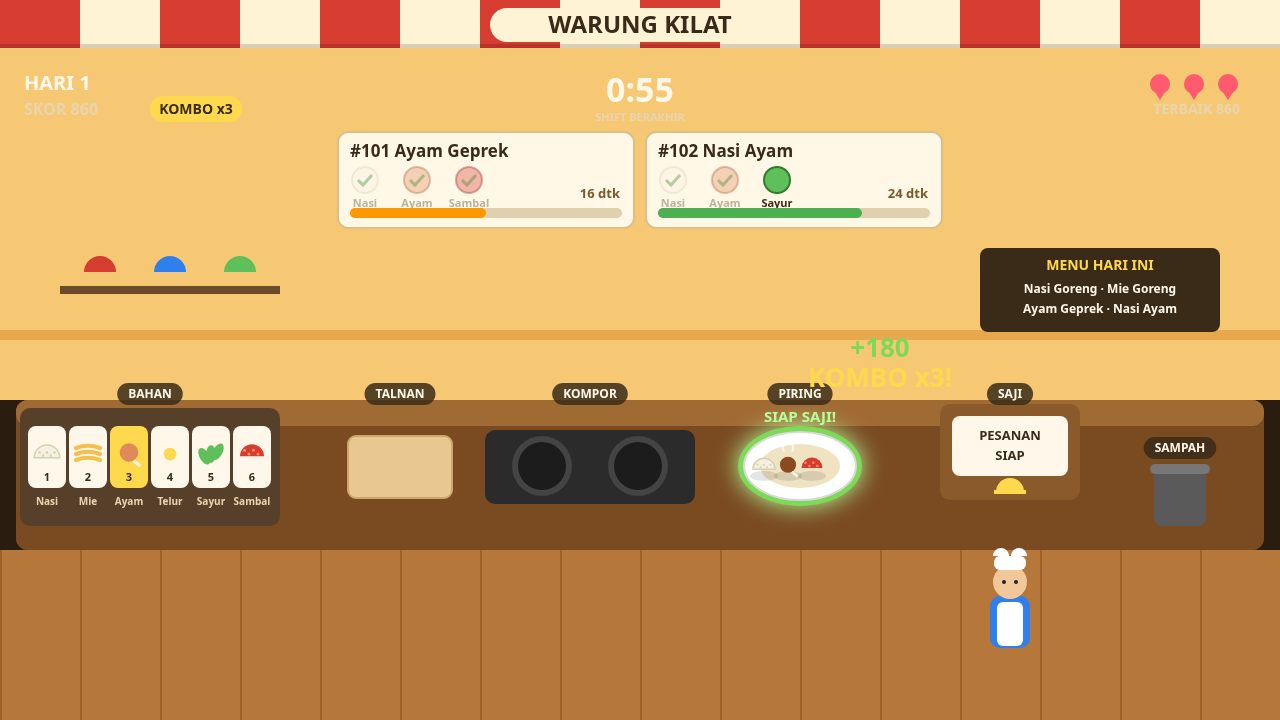 WARUNG KILAT
HARI 1
SKOR 860
KOMBO x3
0:55
SHIFT BERAKHIR
TERBAIK 860
#101 Ayam Geprek
Nasi
Ayam
Sambal
16 dtk
#102 Nasi Ayam
Nasi
Ayam
Sayur
24 dtk
MENU HARI INI
Nasi Goreng · Mie Goreng
Ayam Geprek · Nasi Ayam
+180
KOMBO x3!
BAHAN
TALNAN
KOMPOR
PIRING
SAJI
SIAP SAJI!
PESANAN
SIAP
SAMPAH
1
2
3
4
5
6
Nasi
Mie
Ayam
Telur
Sayur
Sambal